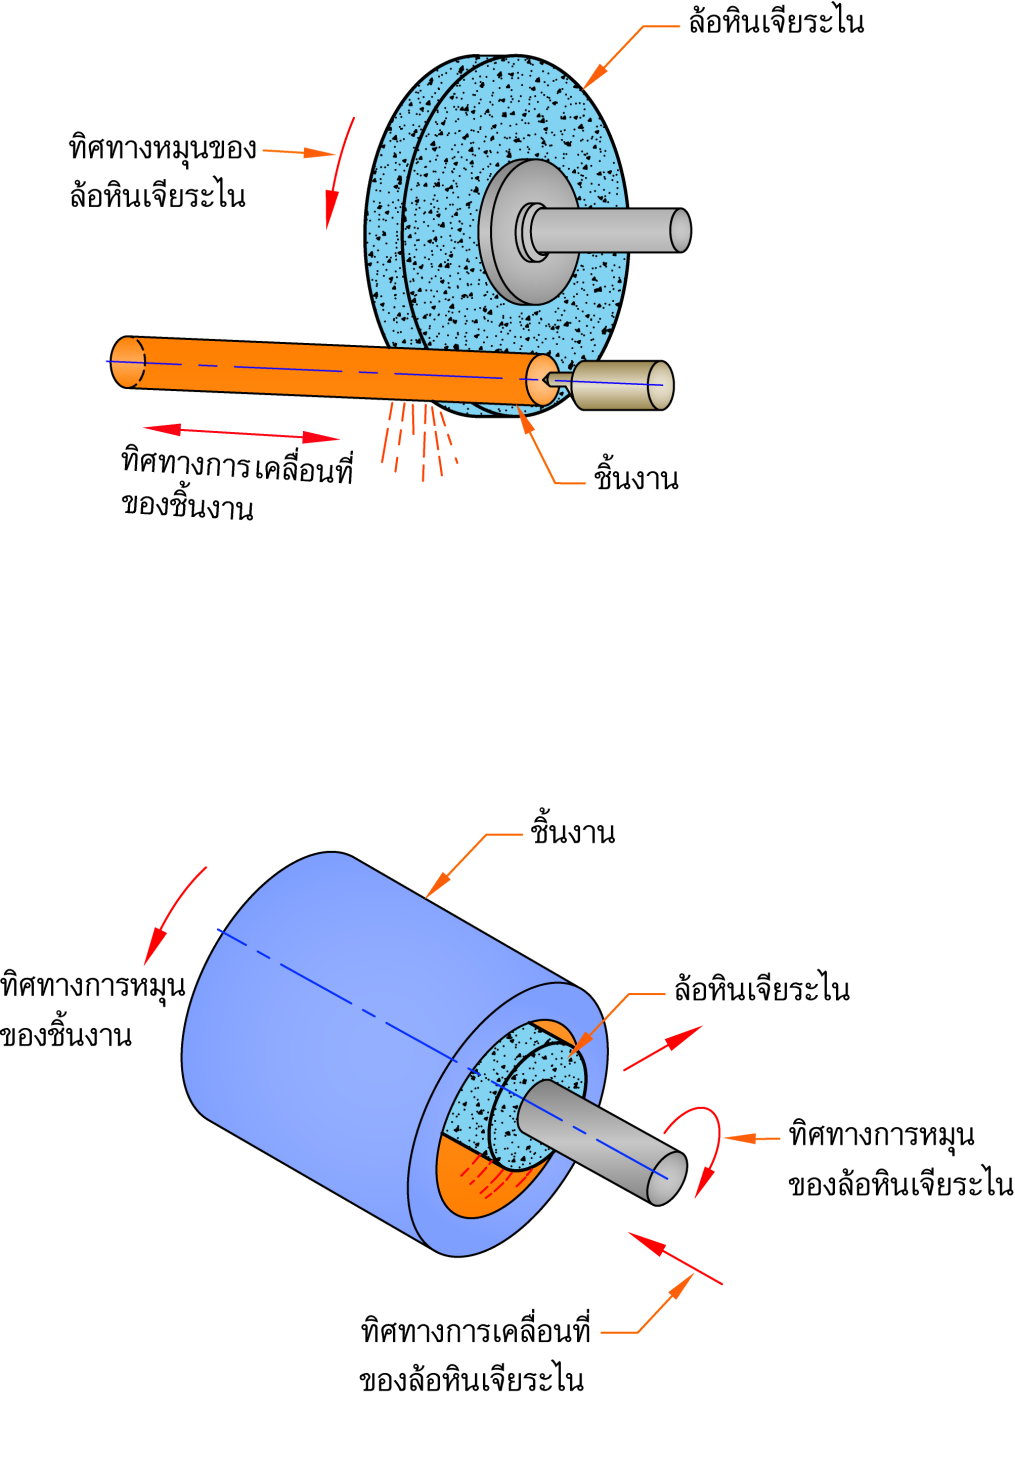 ล้อหินเจียระไน
ทิศทางหมุนของ
ล้อหินเจียระไน
ทิศทางการเคลื่อนที่
ของชิ้นงาน
ชิ้นงาน
ชิ้นงาน
ทิศทางการหมุน
ของชิ้นงาน
ล้อหินเจียระไน
ทิศทางการหมุน
ของล้อหินเจียระไน
ทิศทางการเคลื่อนที่
ของล้อหินเจียระไน